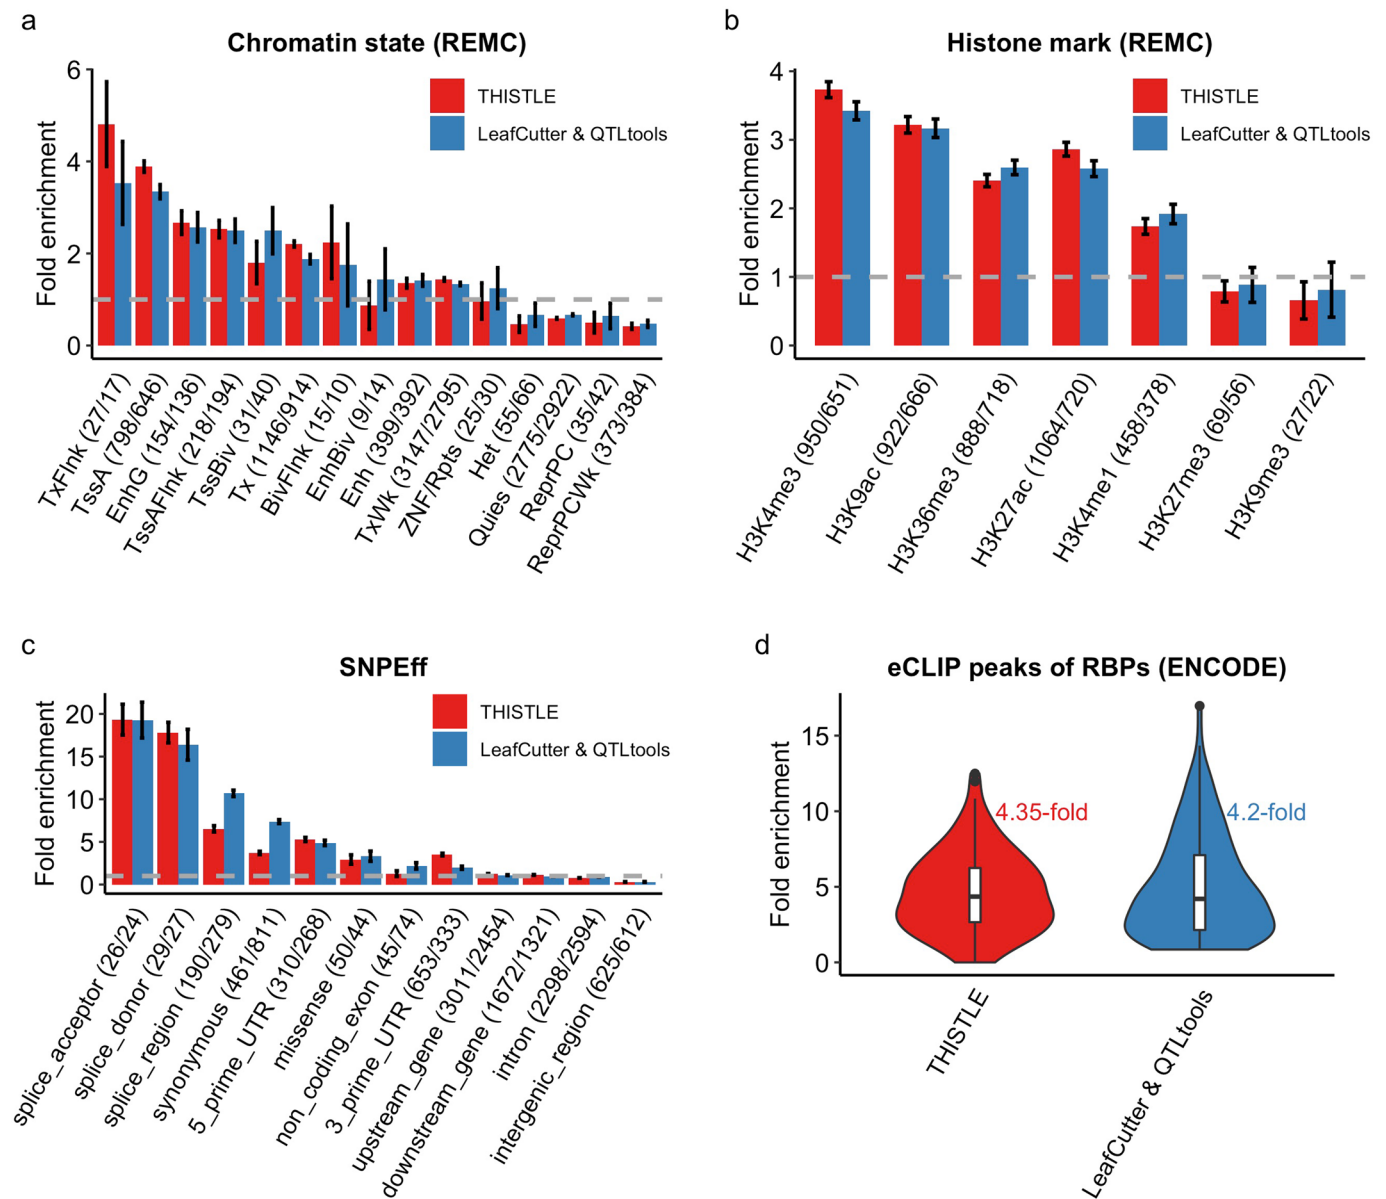 a
Chromatin state (REMC)
Fold enrichment
6
4
2
0
THISTLE
LeafCutter & QTLtools
TxFlnk (27/17)
TssA (798/646)
EnhG (154/136)
TssAFlnk (218/194)
TssBiv (31/40)
Tx (1146/914)
BivFlnk (15/10)
EnhBiv (9/14)
Enh (399/392)
TxWk (3147/2795)
ZNF/Rpts (25/30)
Het (55/66)
Quies (2775/2922)
ReprPC (35/42)
ReprPCWk (373/384)
b
Histone mark (REMC)
Fold enrichment
4
3
2
1
0
THISTLE
LeafCutter & QTLtools
H3K4me3 (950/651)
H3K9ac (922/666)
H3K36me3 (888/718)
H3K27ac (1064/720)
H3K4me1 (458/378)
H3K27me3 (69/56)
H3K9me3 (27/22)
c
SNPEff
Fold enrichment
20
15
10
5
0
THISTLE
LeafCutter & QTLtools
splice_acceptor (26/24)
splice_donor (29/27)
splice_region (190/279)
synonymous (461/811)
5_prime_UTR (310/268)
missense (50/44)
non_coding_exon (45/74)
3_prime_UTR (653/333)
upstream_gene (3011/2454)
downstream_gene (1672/1321)
intron (2298/2594)
intergenic_region (625/612)
d
eCLIP peaks of RBPs (ENCODE)
Fold enrichment
15
10
5
0
4.35-fold
4.2-fold
THISTLE
LeafCutter & QTLtools